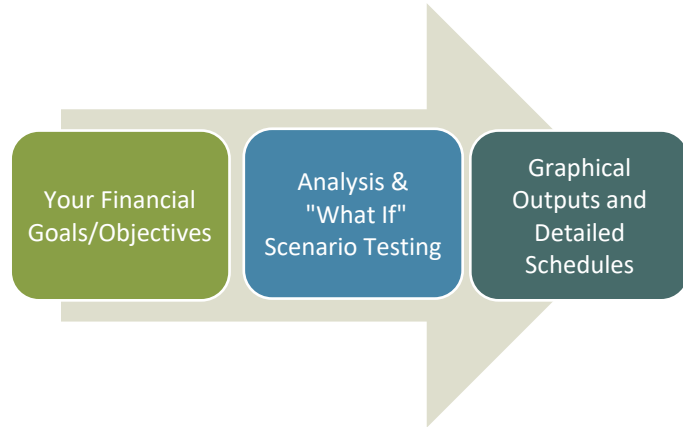 Your Financial
Goals/Objectives
Analysis &
"What If"
Scenario Testing
Graphical
Outputs and
Detailed
Schedules